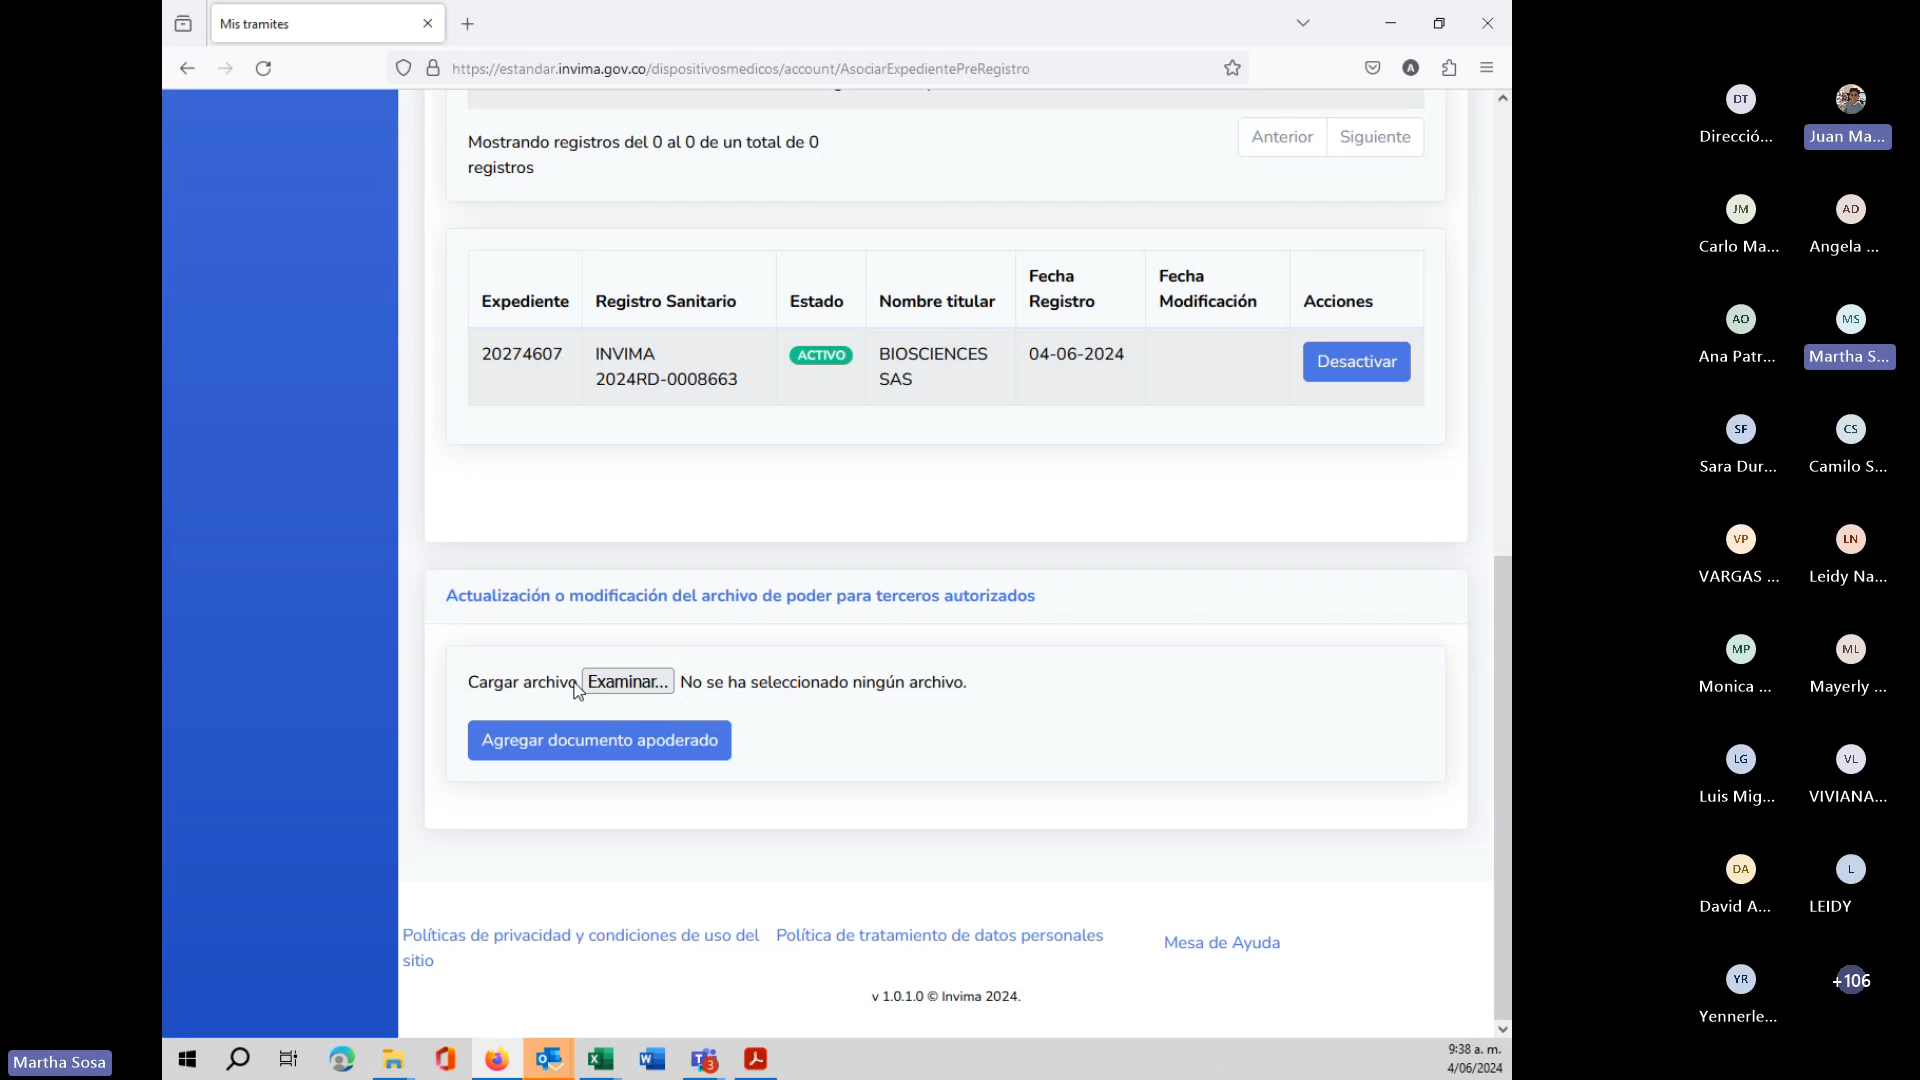 Mis tramites
https://estandar.invima.gov.co/dispositivosmedicos/account/AsociarExpedientePreRegistro
A
Mostrando registros del 0 al 0 de un total de 0
registros
Anterior
Siguiente
Expediente
Registro Sanitario
Estado
Nombre titular
Fecha
Registro
Fecha
Modificación
Acciones
20274607
INVIMA
2024RD-0008663
ACTIVO
BIOSCIENCES
SAS
04-06-2024
Desactivar
Actualización o modificación del archivo de poder para terceros autorizados
Cargar archivo Examinar... No se ha seleccionado ningún archivo.
Agregar documento apoderado
Políticas de privacidad y condiciones de uso del
sitio
Política de tratamiento de datos personales
Mesa de Ayuda
v 1.0.1.0 © Invima 2024.
3
9:38 a. m.
4/06/2024
Martha Sosa
DT
Direcció...
Juan Ma...
JM
Carlo Ma...
AD
Angela ...
AO
Ana Patr...
MS
Martha S...
SF
Sara Dur...
CS
Camilo S...
VP
VARGAS ...
LN
Leidy Na...
MP
Monica ...
ML
Mayerly ...
LG
Luis Mig...
VL
VIVIANA...
DA
David A...
L
LEIDY
YR
Yennerle...
+106